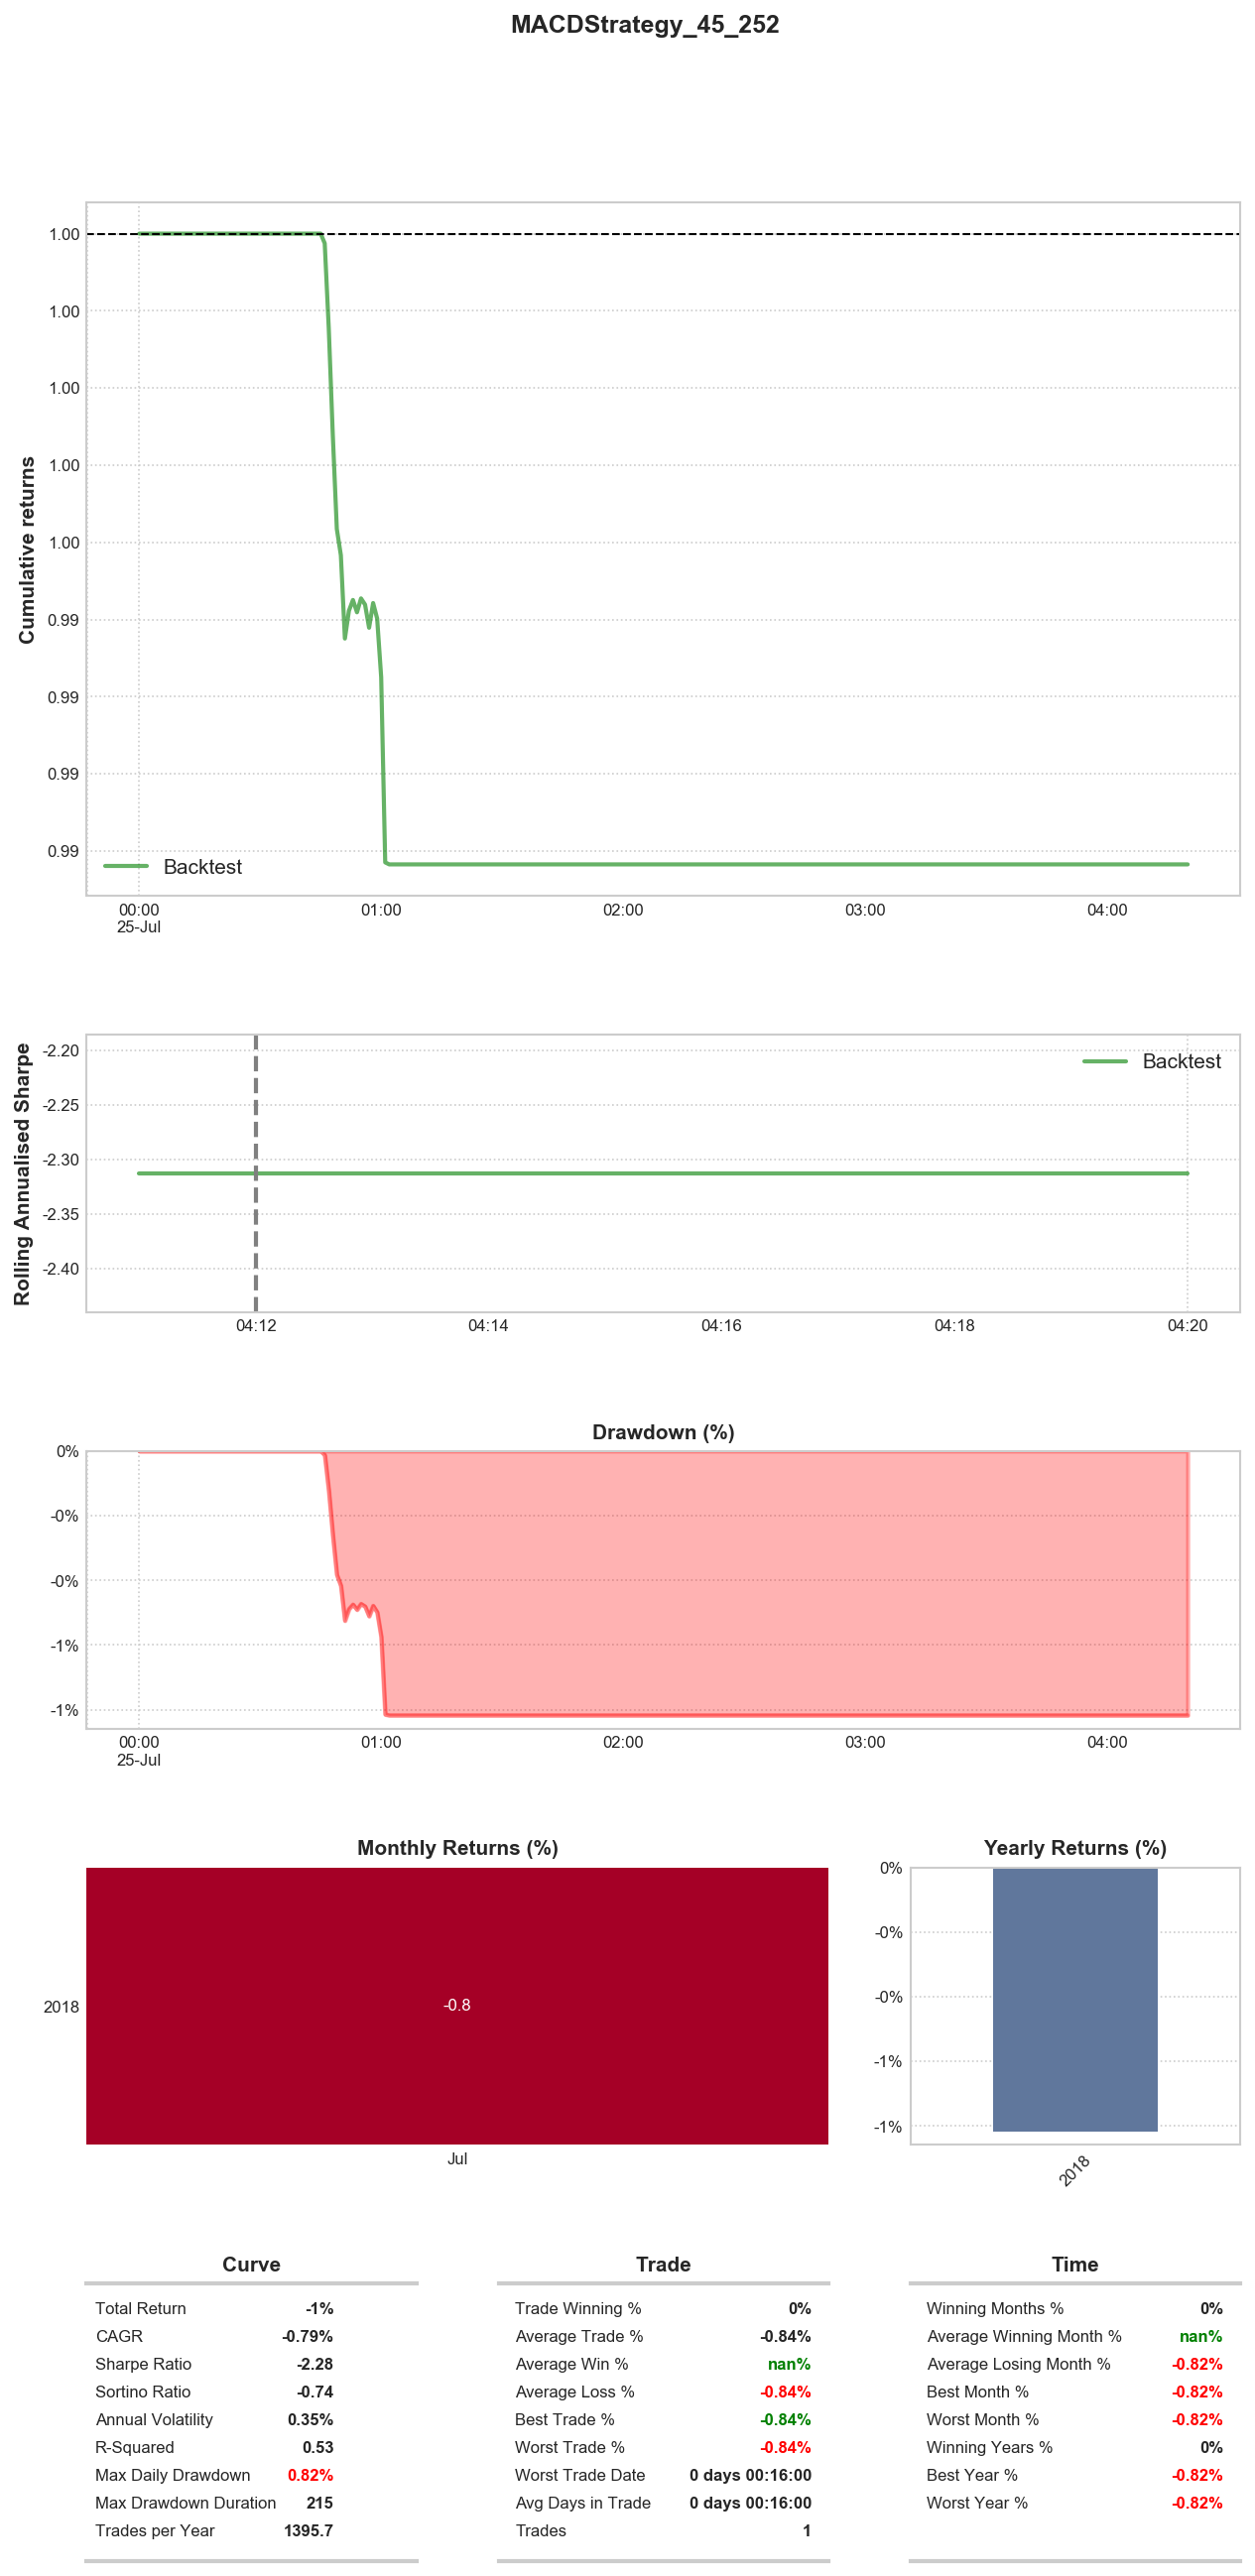 MACDStrategy_45_252
Cumulative returns
1.00
1.00
1.00
1.00
1.00
0.99
0.99
0.99
0.99
Backtest
00:00 01:00 02:00 03:00 04:00
25-Jul
Rolling Annualised Sharpe
-2.20
-2.25
-2.30
-2.35
-2.40
Backtest
04:12 04:14 04:16 04:18 04:20
Drawdown (%)
0%
-0%
-0%
-1%
-1%
00:00 01:00 02:00 03:00 04:00
25-Jul
Monthly Returns (%)
2018
-0.8
Jul
Yearly Returns (%)
0%
-0%
-0%
-1%
-1%
2018
Curve
Total Return -1%
CAGR -0.79%
Sharpe Ratio -2.28
Sortino Ratio -0.74
Annual Volatility 0.35%
R-Squared 0.53
Max Daily Drawdown 0.82%
Max Drawdown Duration 215
Trades per Year 1395.7
Trade
Trade Winning % 0%
Average Trade % -0.84%
Average Win % nan%
Average Loss % -0.84%
Best Trade % -0.84%
Worst Trade % -0.84%
Worst Trade Date 0 days 00:16:00
Avg Days in Trade 0 days 00:16:00
Trades 1
Time
Winning Months % 0%
Average Winning Month % nan%
Average Losing Month % -0.82%
Best Month % -0.82%
Worst Month % -0.82%
Winning Years % 0%
Best Year % -0.82%
Worst Year % -0.82%